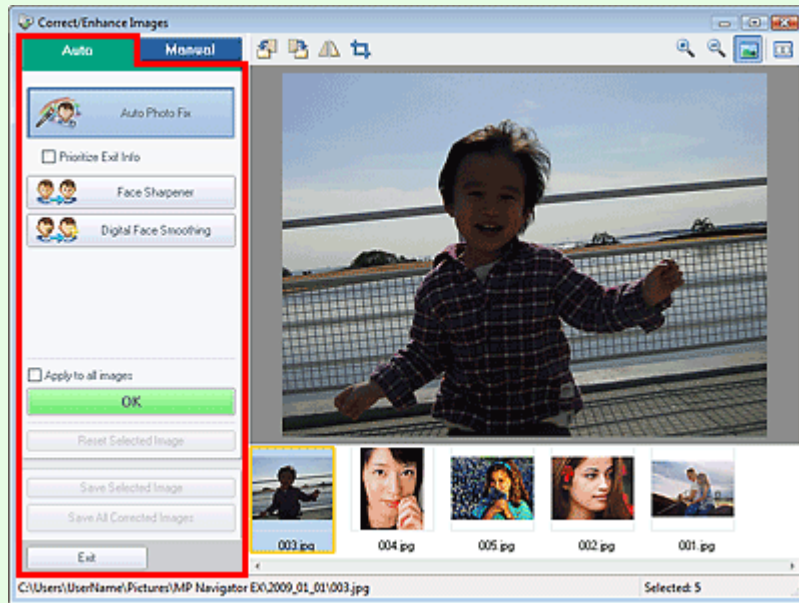 Correct/Enhance Images
Auto
Manual
Auto Photo Fix
Prioritize Exif Info
Face Sharpener
Digital Face Smoothing
Apply to all images
OK
Reset Selected Image
Save Selected Image
Save All Corrected Images
Exit
003.jpg
004.jpg
005.jpg
002.jpg
001.jpg
C:\Users\UserName\Pictures\MP Navigator EX\2009_01_01\003.jpg
Selected: 5